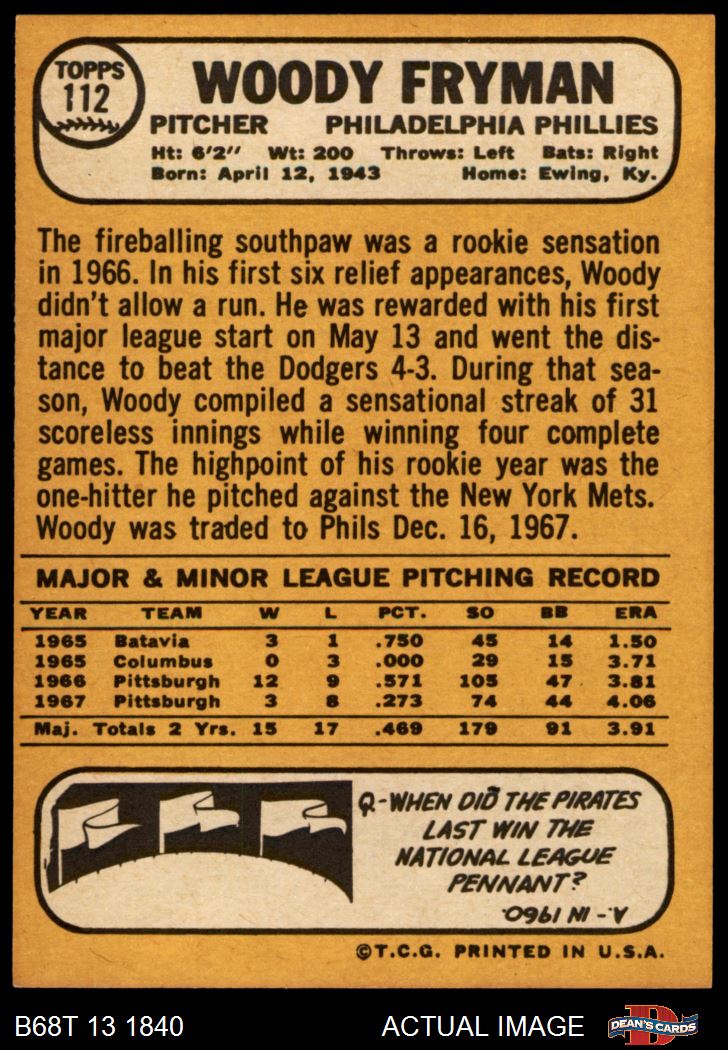 TOPPS
112
WOODY FRYMAN
PITCHER PHILADELPHIA PHILLIES
Ht: 6'2" Wt: 200 Throws: Left Bats: Right
Born: April 12, 1943 Home: Ewing, Ky.
The fireballing southpaw was a rookie sensation
in 1966. In his first six relief appearances, Woody
didn't allow a run. He was rewarded with his first
major league start on May 13 and went the dis-
tance to beat the Dodgers 4-3. During that sea-
son, Woody compiled a sensational streak of 31
scoreless innings while winning four complete
games. The highpoint of his rookie year was the
one-hitter he pitched against the New York Mets.
Woody was traded to Phils Dec. 16, 1967.
MAJOR & MINOR LEAGUE PITCHING RECORD
YEAR TEAM W L PCT. SO BB ERA
1965 Batavia 3 1 .750 45 14 1.50
1965 Columbus 0 3 .000 29 15 3.71
1966 Pittsburgh 12 9 .571 105 47 3.81
1967 Pittsburgh 3 8 .273 74 44 4.06
Maj. Totals 2 Yrs. 15 17 .469 179 91 3.91
Q-WHEN DID THE PIRATES
LAST WIN THE
NATIONAL LEAGUE
PENNANT?
A.- IN 1960.
©T.C.G. PRINTED IN U.S.A.
B68T 13 1840 ACTUAL IMAGE D DEAN'S CARDS